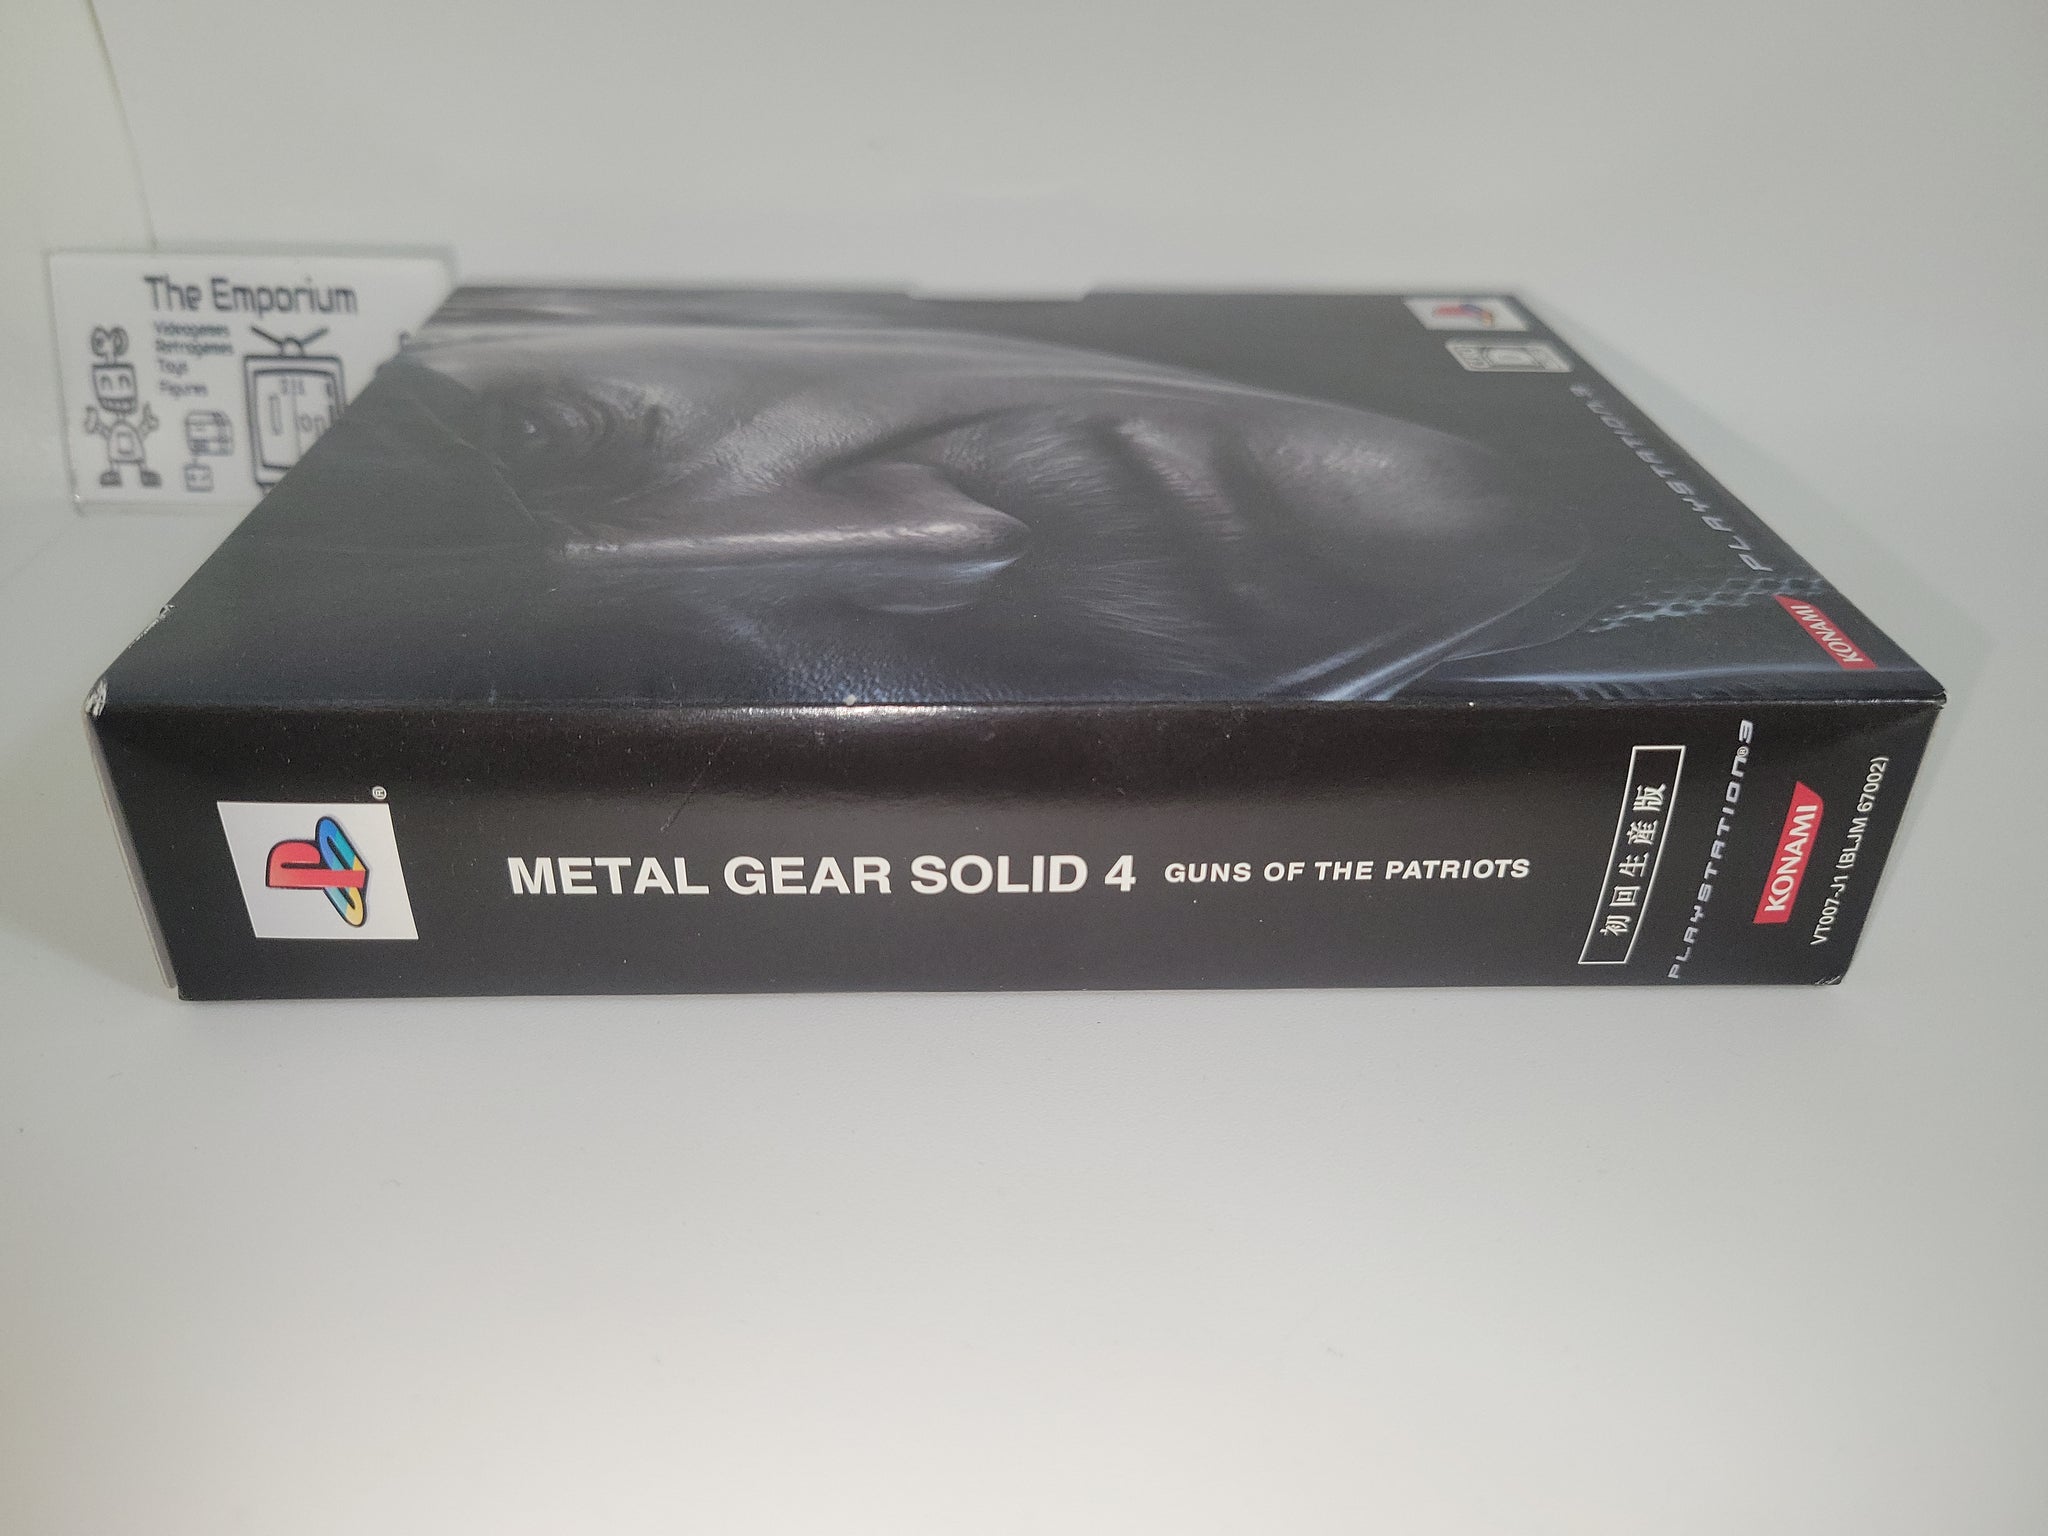 The Emporium
Videogames
Retrogames
Toys
Figures
PLAYSTATION 3
KONAMI
®
METAL GEAR SOLID 4 GUNS OF THE PATRIOTS
初回生産版
PLAYSTATION®3
KONAMI
VT007-J1 (BLJM 67002)